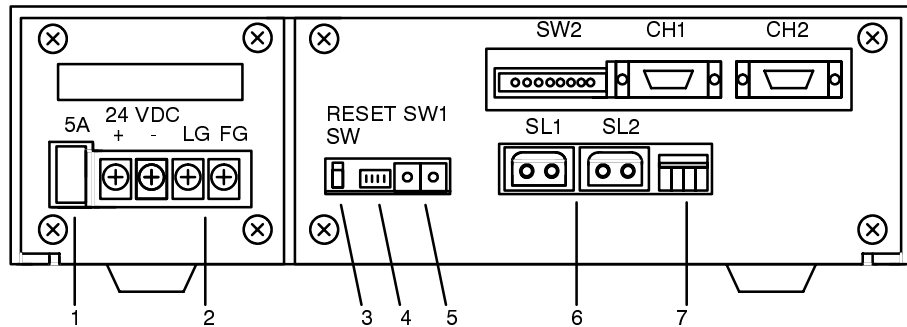 SW2 CH1 CH2
5A 24 VDC
+ - LG FG
RESET SW1
SW
SL1 SL2
1 2 3 4 5 6 7